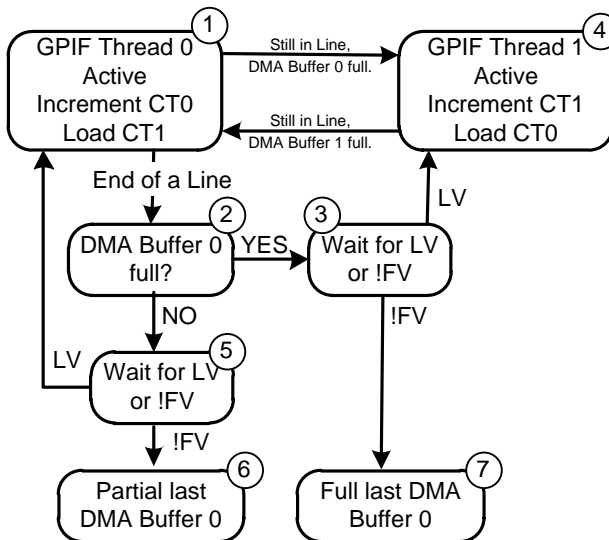 1
GPIF Thread 0
Active
Increment CT0
Load CT1
Still in Line,
DMA Buffer 0 full.
Still in Line,
DMA Buffer 1 full.
4
GPIF Thread 1
Active
Increment CT1
Load CT0
End of a Line
LV
2
DMA Buffer 0
full?
YES
3
Wait for LV
or !FV
NO
!FV
LV
5
Wait for LV
or !FV
!FV
6
Partial last
DMA Buffer 0
7
Full last DMA
Buffer 0